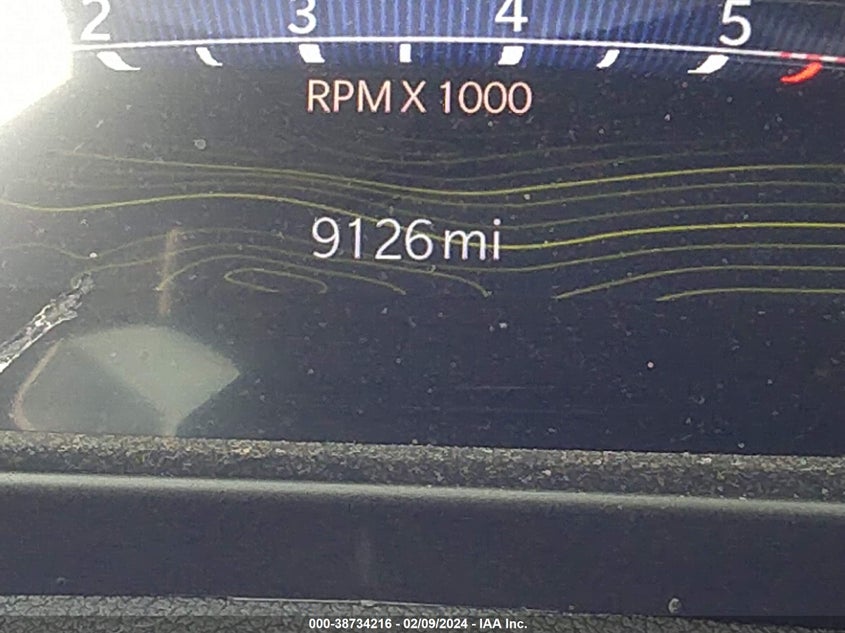 2 3 4 5
RPM X 1000
9126 mi
000-38734216 - 02/09/2024 - IAA Inc.